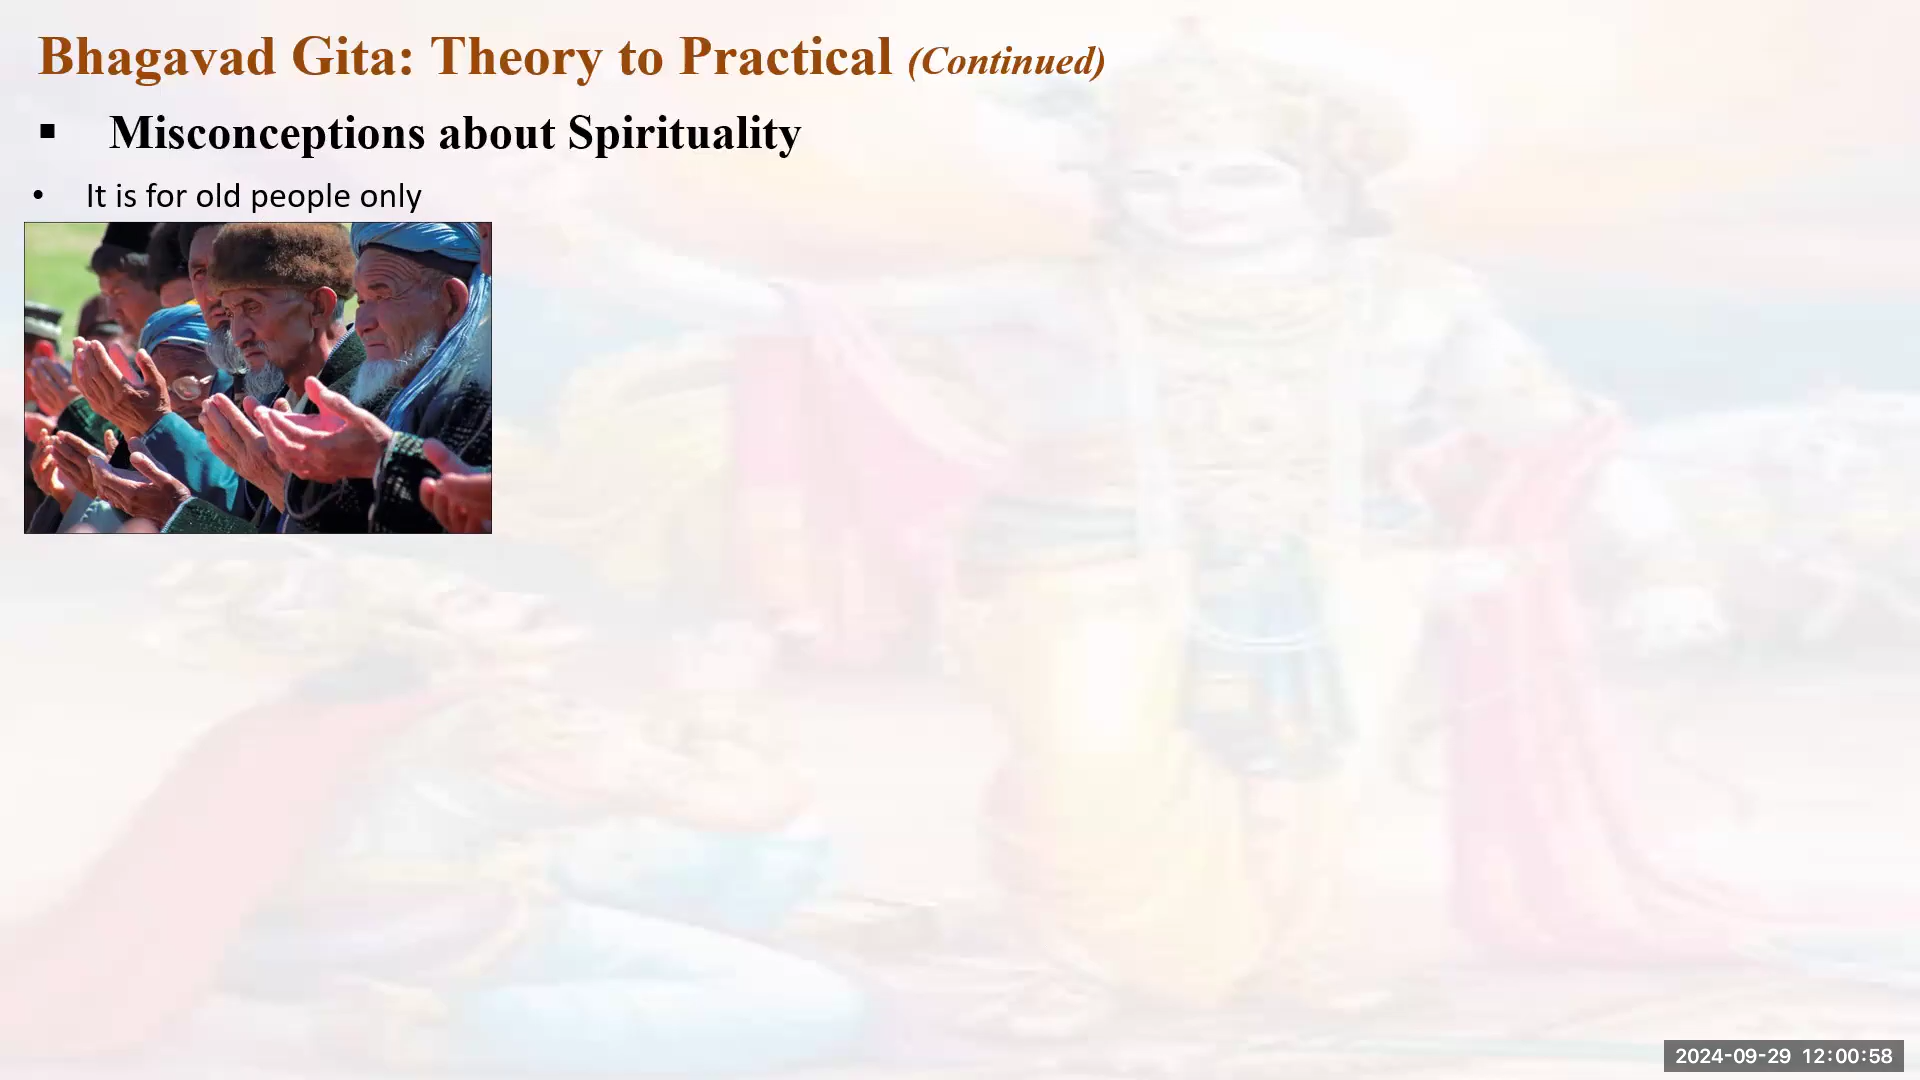 Bhagavad Gita: Theory to Practical (Continued)
▪ Misconceptions about Spirituality
• It is for old people only
2024-09-29 12:00:58